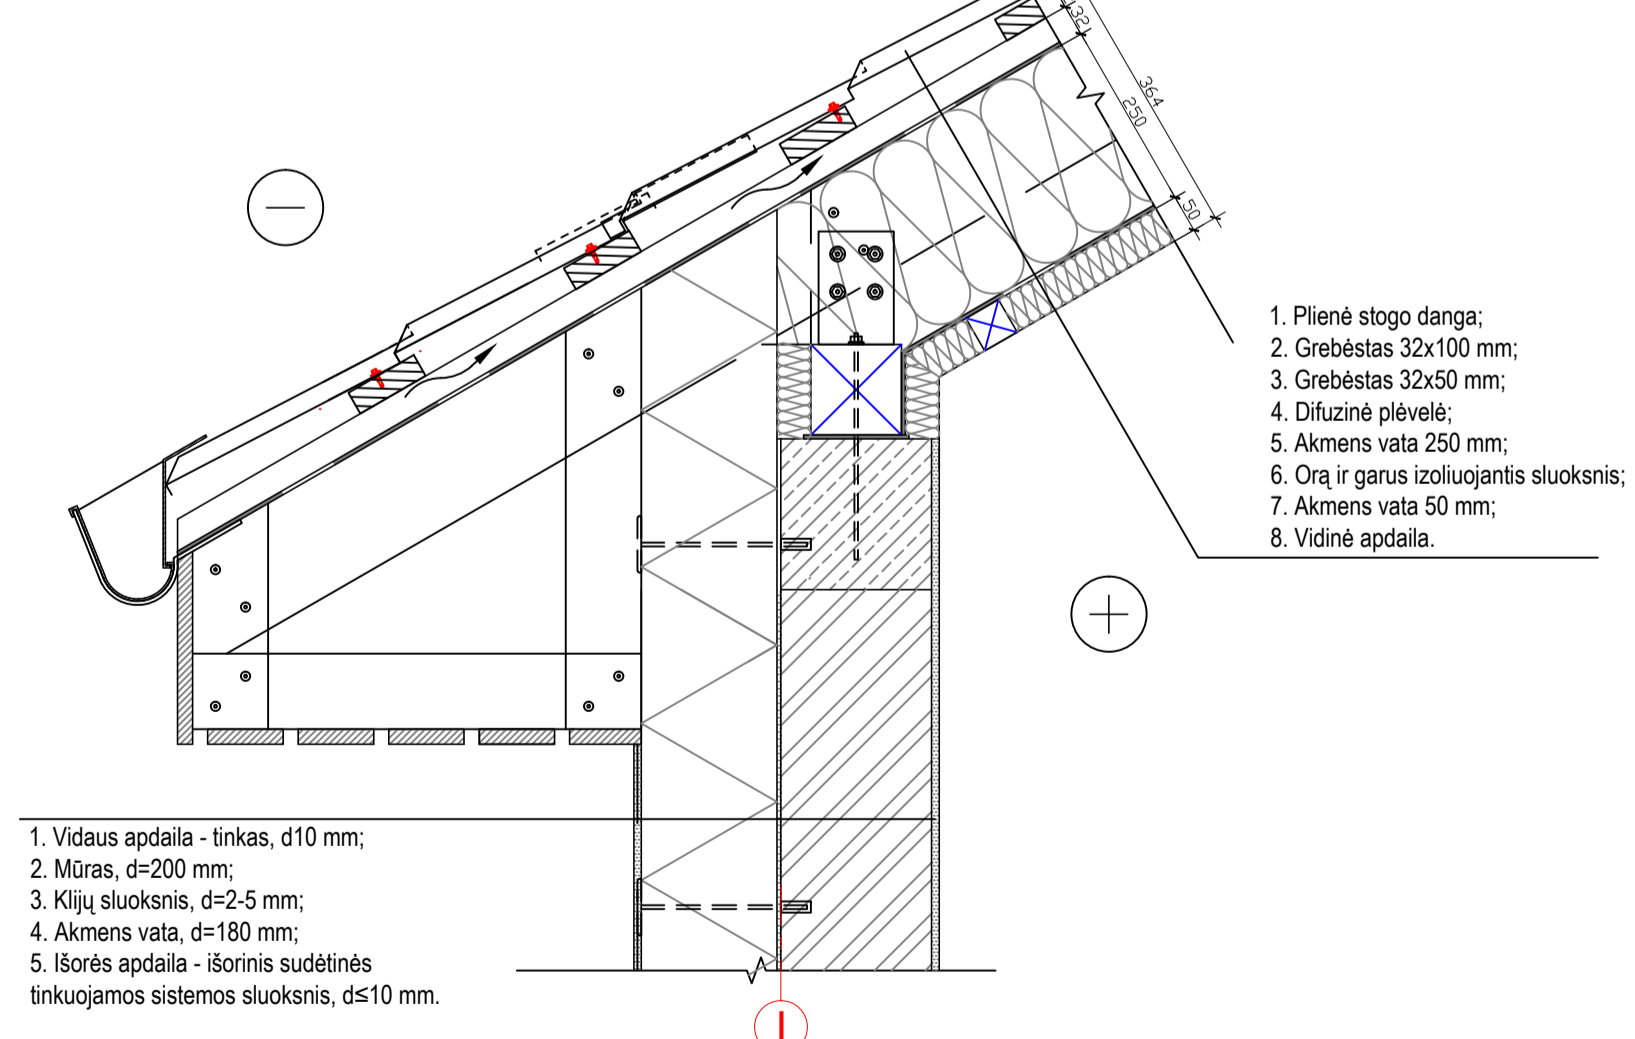 32
364
250
50
1. Plienė stogo danga;
2. Grebėstas 32x100 mm;
3. Grebėstas 32x50 mm;
4. Difuzinė plėvelė;
5. Akmens vata 250 mm;
6. Orą ir garus izoliuojantis sluoksnis;
7. Akmens vata 50 mm;
8. Vidinė apdaila.
1. Vidaus apdaila - tinkas, d10 mm;
2. Mūras, d=200 mm;
3. Klijų sluoksnis, d=2-5 mm;
4. Akmens vata, d=180 mm;
5. Išorės apdaila - išorinis sudėtinės
tinkuojamos sistemos sluoksnis, d≤10 mm.
I